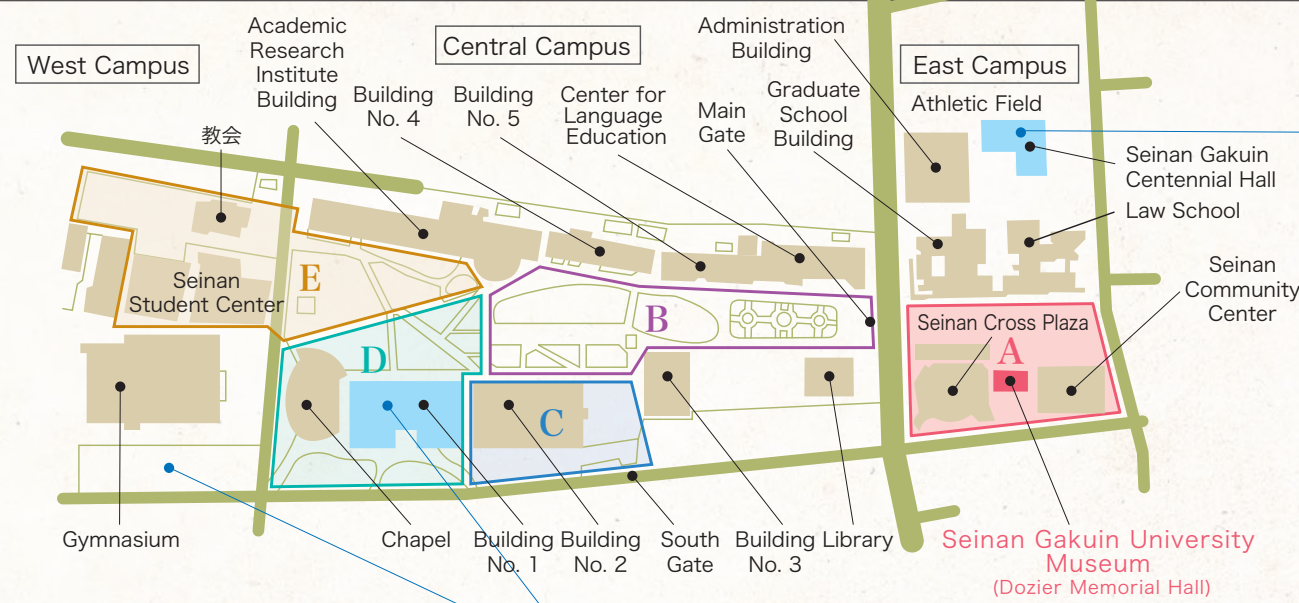 West Campus
Academic
Research
Institute
Building
Central Campus
Administration
Building
East Campus
教会
Building
No. 4
Building
No. 5
Center for
Language
Education
Main
Gate
Graduate
School
Building
Athletic Field
Seinan Gakuin
Centennial Hall
Law School
Seinan
Community
Center
Seinan
Student Center
E
B
Seinan Cross Plaza
A
D
C
Gymnasium
Chapel
Building
No. 1
Building
No. 2
South
Gate
Building
No. 3
Library
Seinan Gakuin University
Museum
(Dozier Memorial Hall)